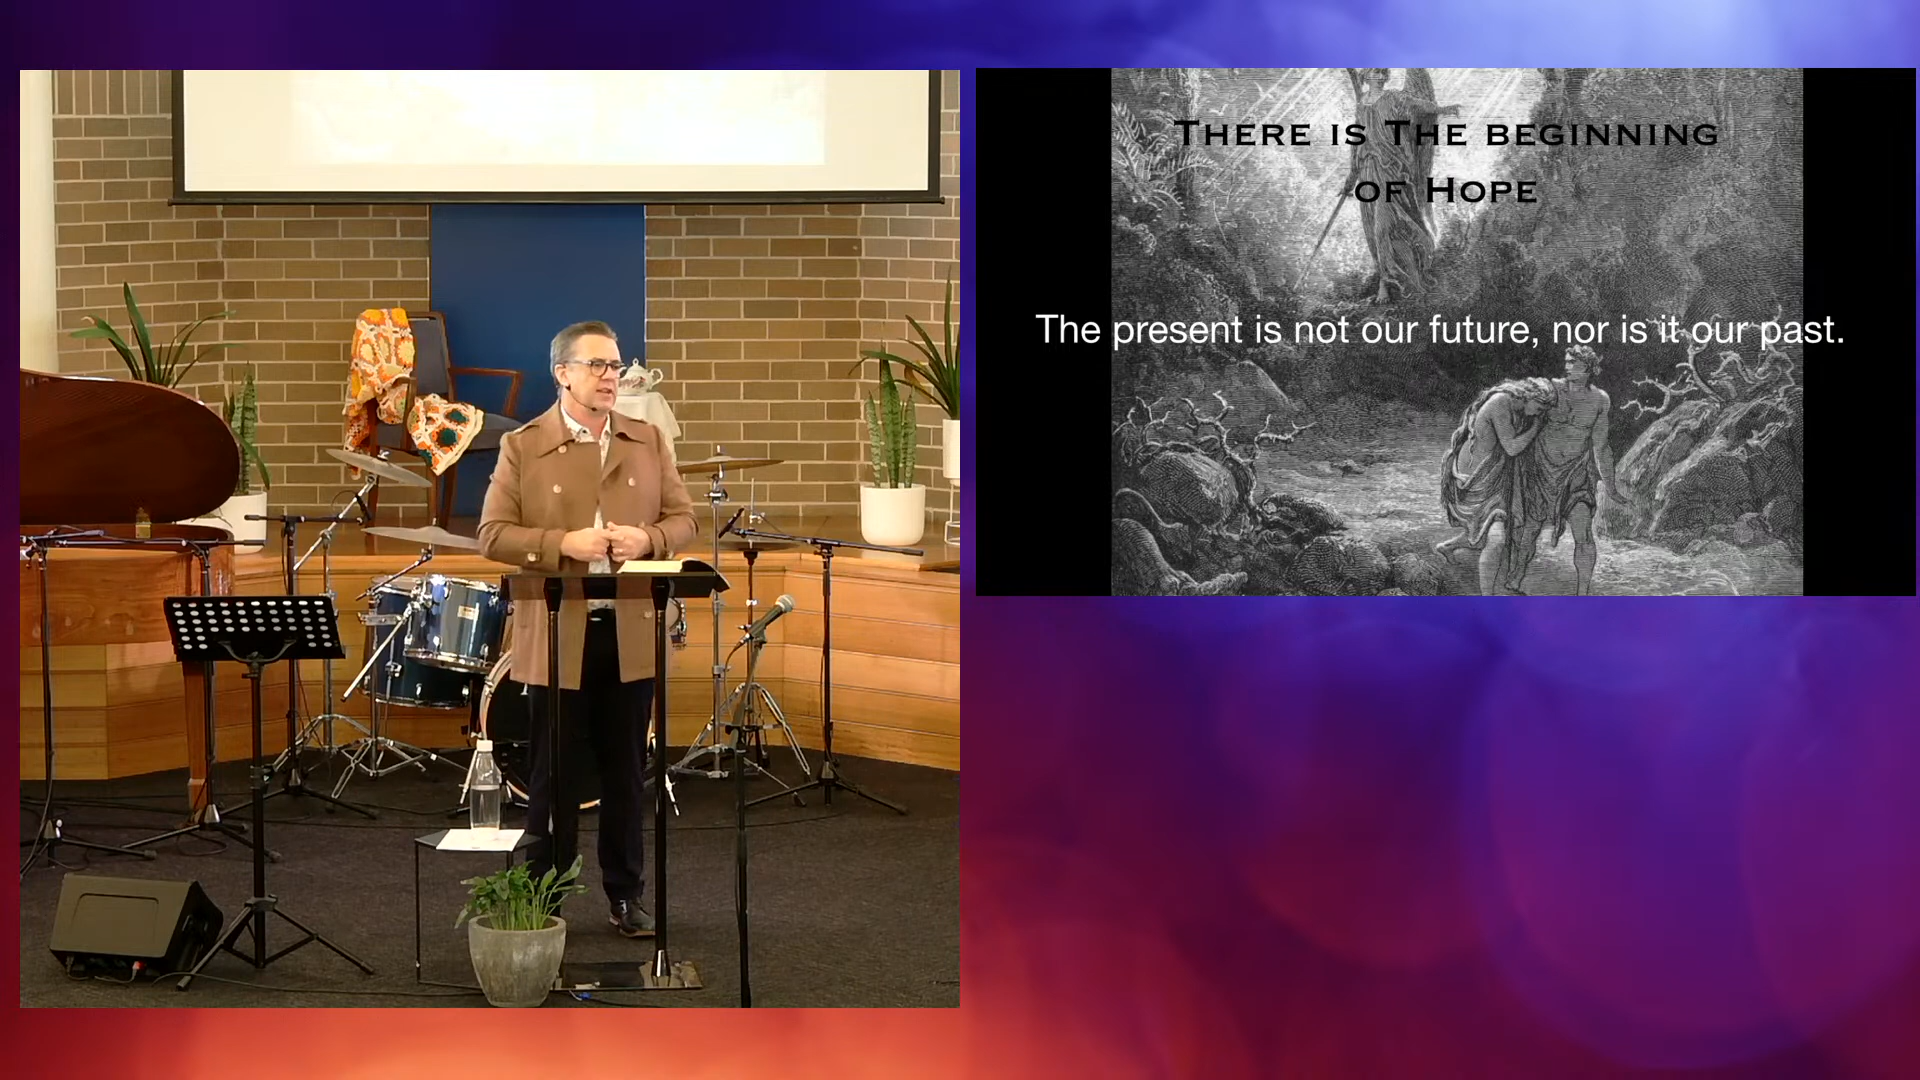 There is The beginning
of Hope
The present is not our future, nor is it our past.